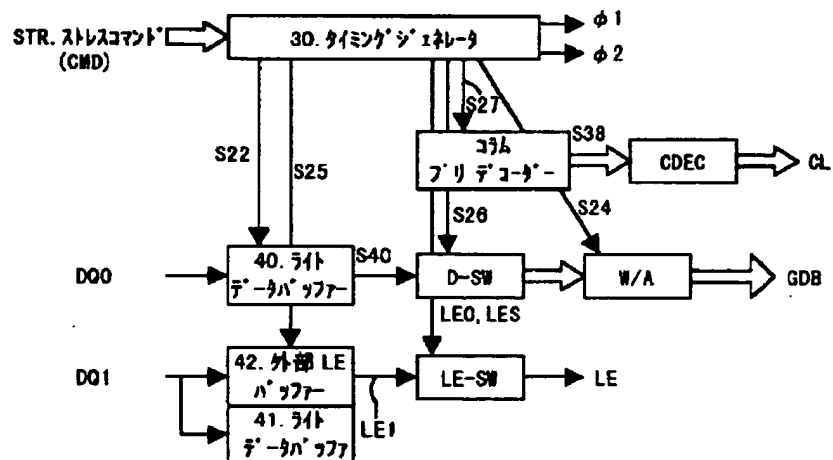 STR. ストレスコマンド
(CMD)
30. タイミングジェネレータ
φ1
φ2
S27
S22
S25
コラム
プリ デコーダー
S38
CDEC
CL
S26
S24
DQ0
40. ライト
データバッファー
S40
D-SW
W/A
GDB
LE0, LES
DQ1
42. 外部 LE
バッファー
LE1
LE-SW
LE
41. ライト
データバッファ